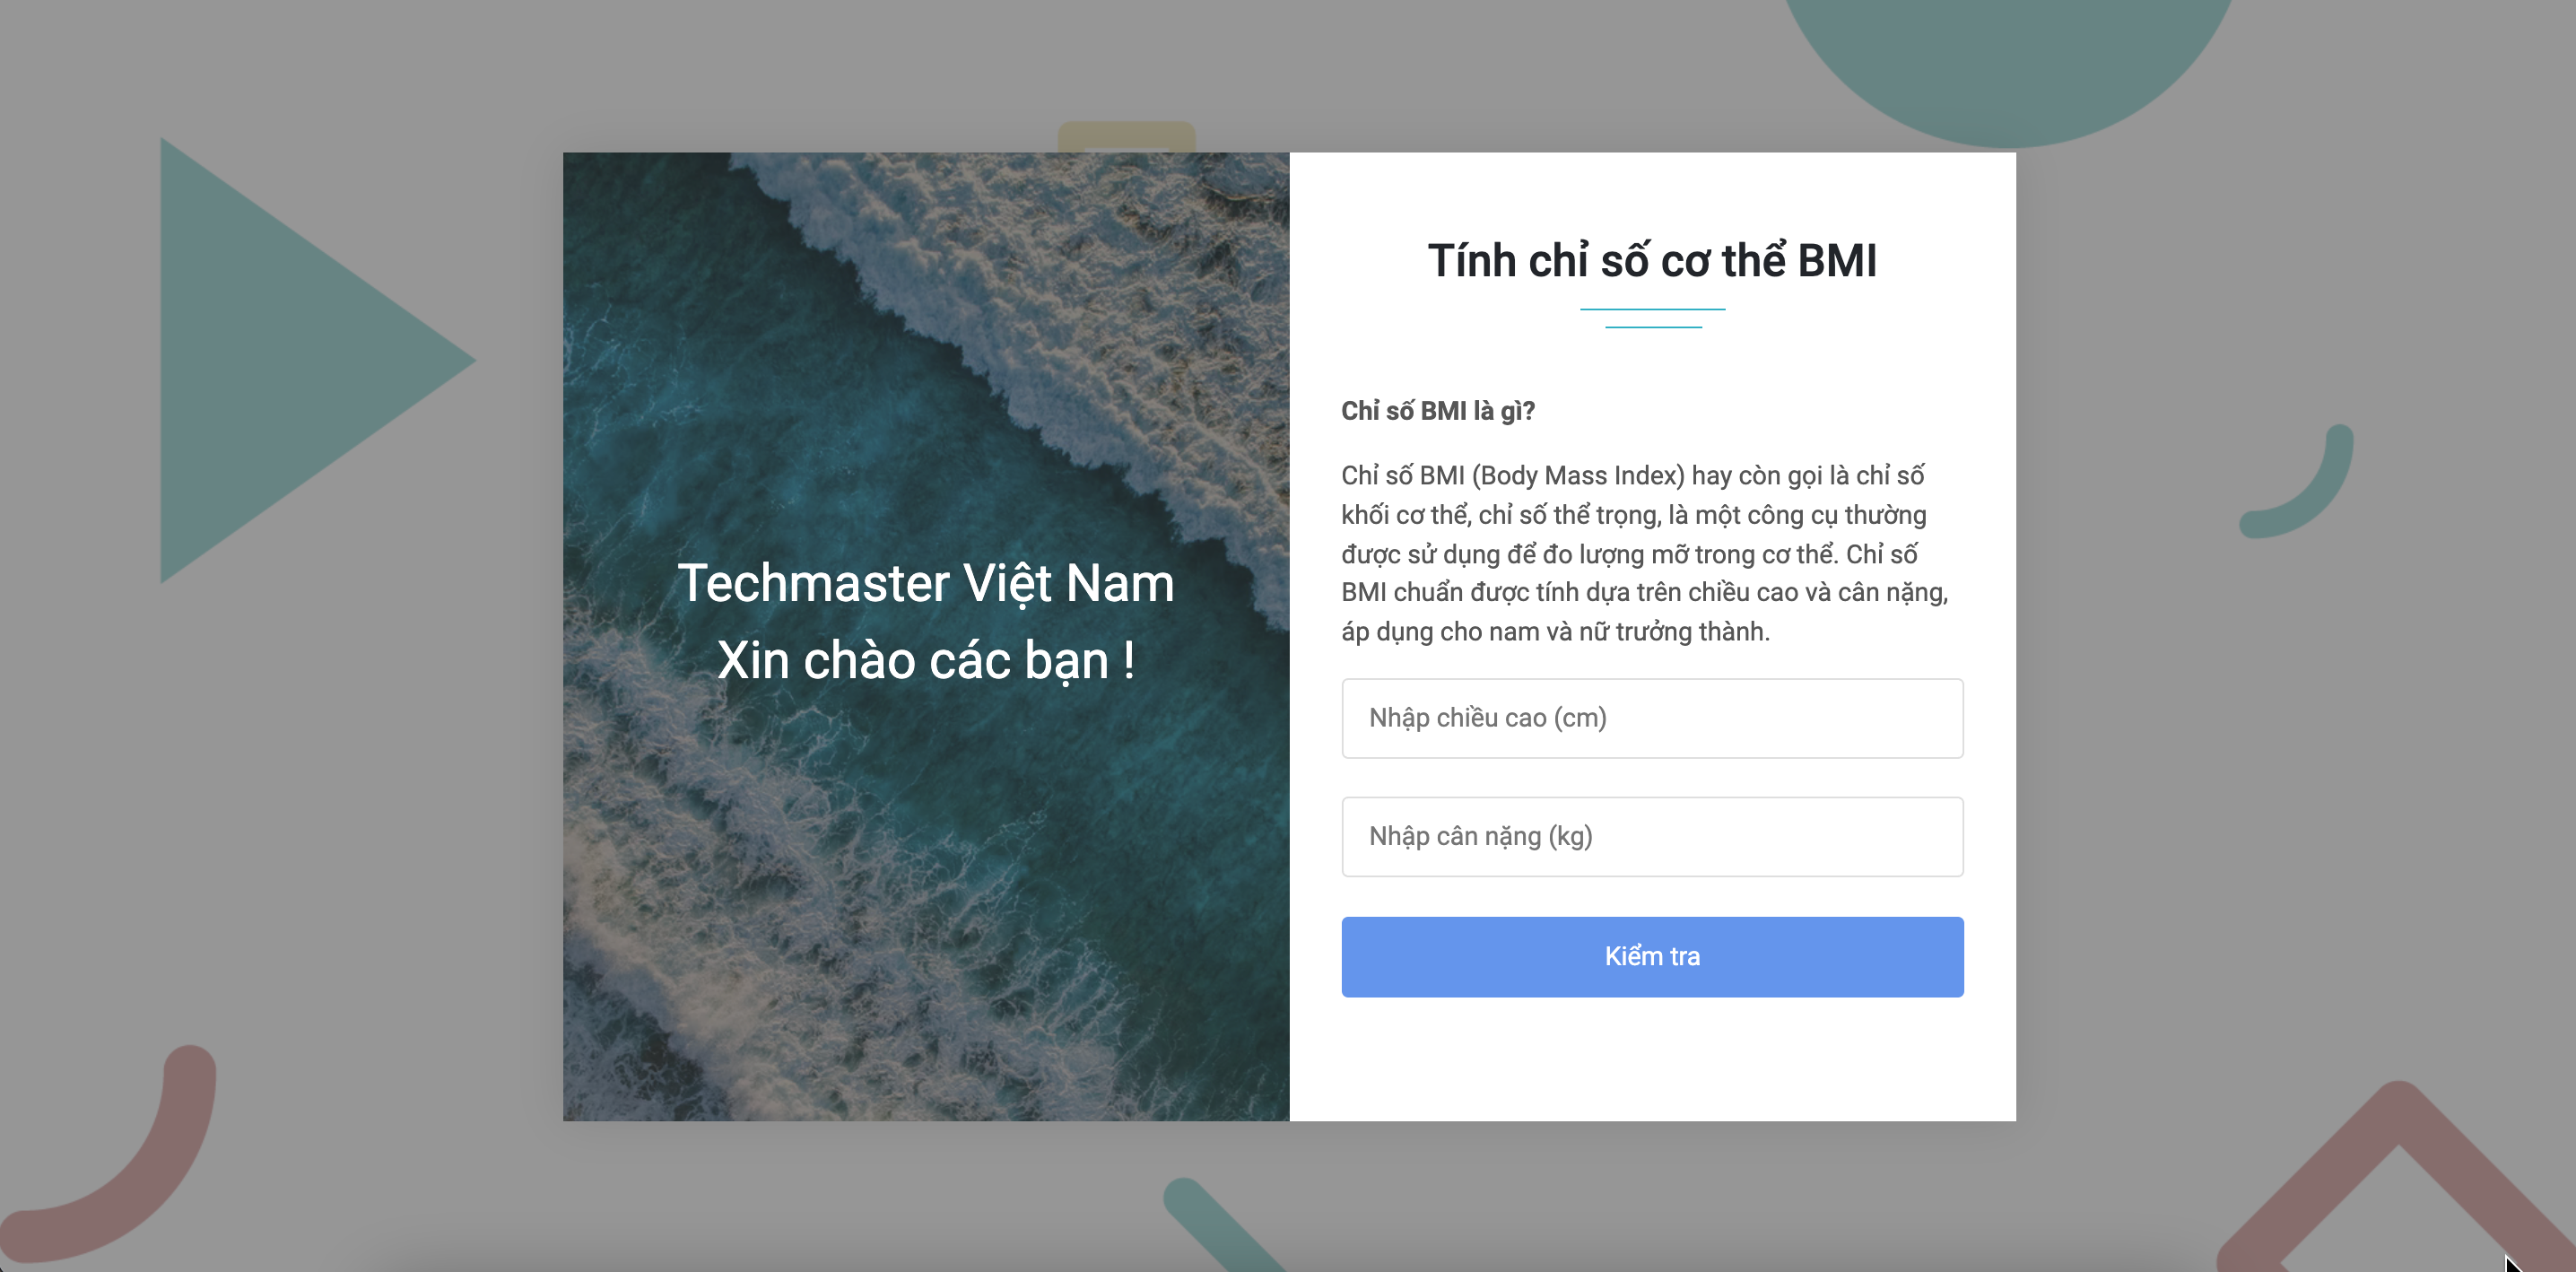 Techmaster Việt Nam
Xin chào các bạn !
Tính chỉ số cơ thể BMI
Chỉ số BMI là gì?
Chỉ số BMI (Body Mass Index) hay còn gọi là chỉ số
khối cơ thể, chỉ số thể trọng, là một công cụ thường
được sử dụng để đo lượng mỡ trong cơ thể. Chỉ số
BMI chuẩn được tính dựa trên chiều cao và cân nặng,
áp dụng cho nam và nữ trưởng thành.
Nhập chiều cao (cm)
Nhập cân nặng (kg)
Kiểm tra